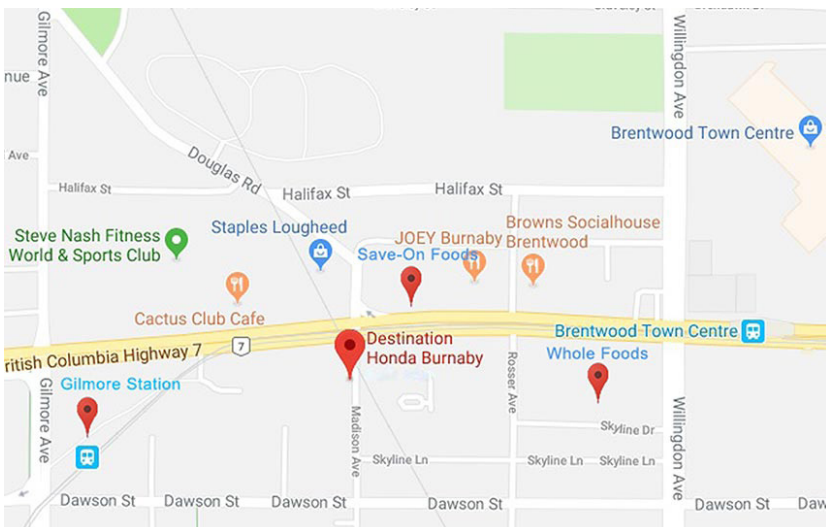 Gilmore Ave
Willingdon Ave
nue
Brentwood Town Centre
Ave
Douglas Rd
Halifax St
Halifax St
Halifax St
Steve Nash Fitness
World & Sports Club
Staples Lougheed
JOEY Burnaby
Save-On Foods
Browns Socialhouse
Brentwood
Cactus Club Cafe
Brentwood Town Centre
Destination
Honda Burnaby
ritish Columbia Highway 7
7
Whole Foods
Gilmore Station
Gilmore Ave
Madison Ave
Rosser Ave
Willingdon Ave
Skyline Dr
Skyline Ln
Skyline Ln
Skyline Ln
Dawson St
Dawson St
Dawson St
Dawson St
Dawson St
Daw